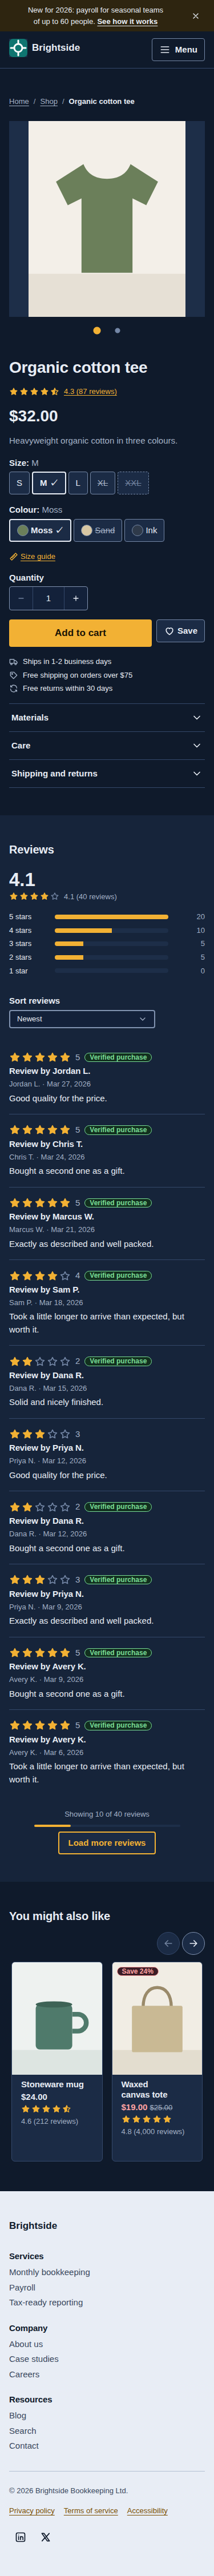 New for 2026: payroll for seasonal teams
of up to 60 people. See how it works
Brightside
Menu
Home / Shop / Organic cotton tee
Organic cotton tee
4.3 (87 reviews)
$32.00
Heavyweight organic cotton in three colours.
Size: M
S M L XL XXL
Colour: Moss
Moss Sand Ink
Size guide
Quantity
1
Add to cart
Save
Ships in 1-2 business days
Free shipping on orders over $75
Free returns within 30 days
Materials
Care
Shipping and returns
Reviews
4.1
4.1 (40 reviews)
5 stars 20
4 stars 10
3 stars 5
2 stars 5
1 star 0
Sort reviews
Newest
5 Verified purchase
Review by Jordan L.
Jordan L. · Mar 27, 2026
Good quality for the price.
5 Verified purchase
Review by Chris T.
Chris T. · Mar 24, 2026
Bought a second one as a gift.
5 Verified purchase
Review by Marcus W.
Marcus W. · Mar 21, 2026
Exactly as described and well packed.
4 Verified purchase
Review by Sam P.
Sam P. · Mar 18, 2026
Took a little longer to arrive than expected, but
worth it.
2 Verified purchase
Review by Dana R.
Dana R. · Mar 15, 2026
Solid and nicely finished.
3
Review by Priya N.
Priya N. · Mar 12, 2026
Good quality for the price.
2 Verified purchase
Review by Dana R.
Dana R. · Mar 12, 2026
Bought a second one as a gift.
3 Verified purchase
Review by Priya N.
Priya N. · Mar 9, 2026
Exactly as described and well packed.
5 Verified purchase
Review by Avery K.
Avery K. · Mar 9, 2026
Bought a second one as a gift.
5 Verified purchase
Review by Avery K.
Avery K. · Mar 6, 2026
Took a little longer to arrive than expected, but
worth it.
Showing 10 of 40 reviews
Load more reviews
You might also like
Stoneware mug
$24.00
4.6 (212 reviews)
Save 24%
Waxed
canvas tote
$19.00 $25.00
4.8 (4,000 reviews)
Brightside
Services
Monthly bookkeeping
Payroll
Tax-ready reporting
Company
About us
Case studies
Careers
Resources
Blog
Search
Contact
© 2026 Brightside Bookkeeping Ltd.
Privacy policy Terms of service Accessibility